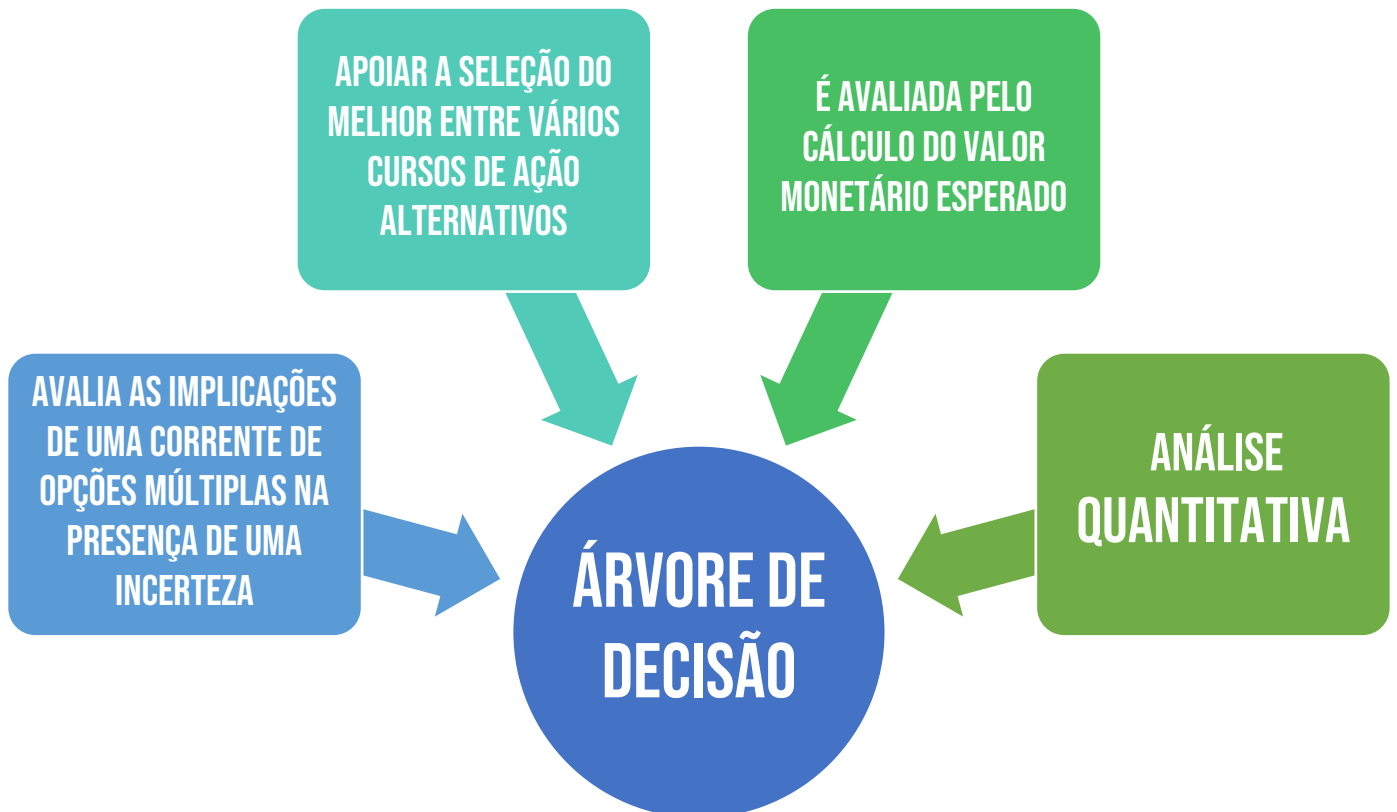 APOIAR A SELEÇÃO DO
MELHOR ENTRE VÁRIOS
CURSOS DE AÇÃO
ALTERNATIVOS
É AVALIADA PELO
CÁLCULO DO VALOR
MONETÁRIO ESPERADO
AVALIA AS IMPLICAÇÕES
DE UMA CORRENTE DE
OPÇÕES MÚLTIPLAS NA
PRESENÇA DE UMA
INCERTEZA
ANÁLISE
QUANTITATIVA
ÁRVORE DE
DECISÃO